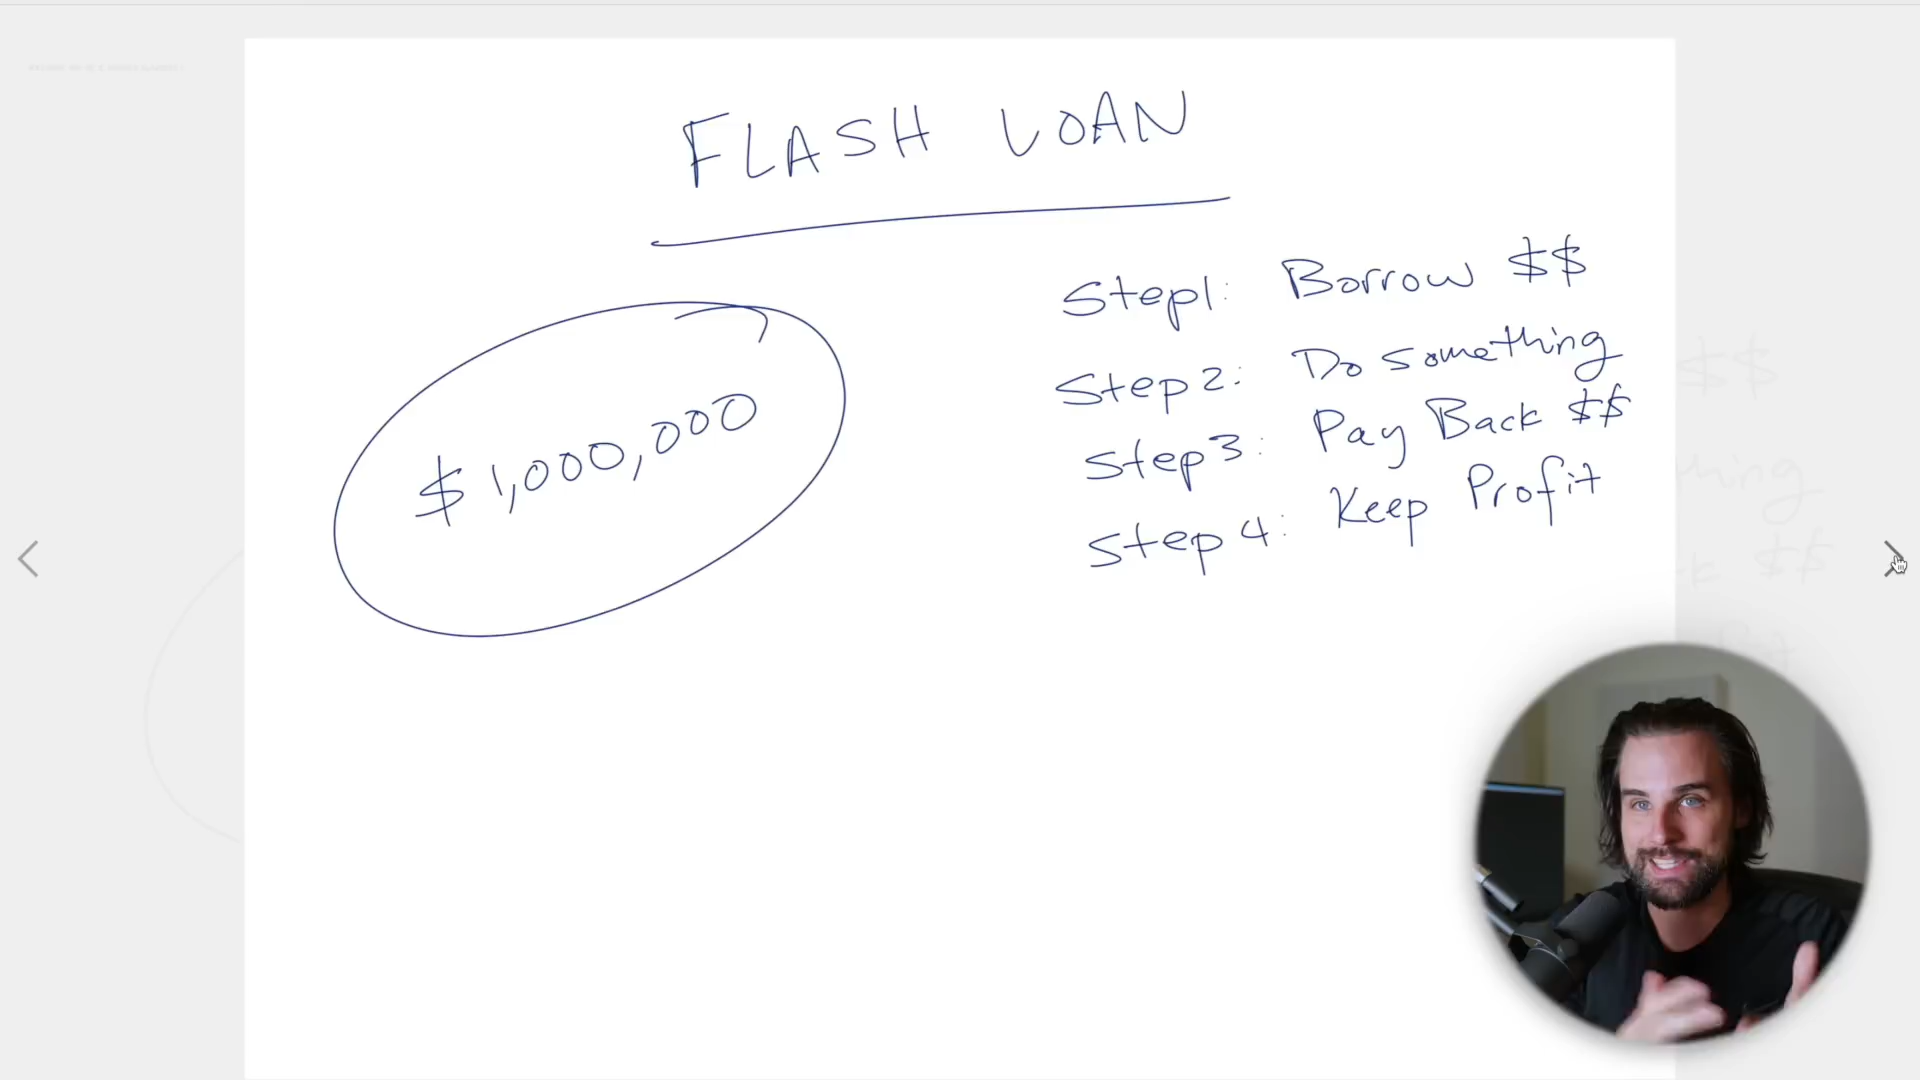 FLASH LOAN
$1,000,000
Step1: Borrow $$
Step2: Do something
Step3: Pay Back $$
Step4: Keep Profit